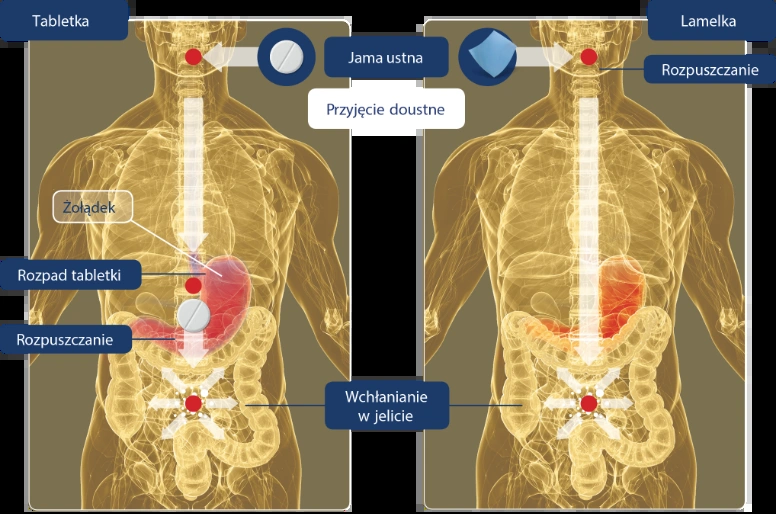 Tabletka
Lamelka
Jama ustna
Rozpuszczanie
Przyjęcie doustne
Żołądek
Rozpad tabletki
Rozpuszczanie
Wchłanianie
w jelicie